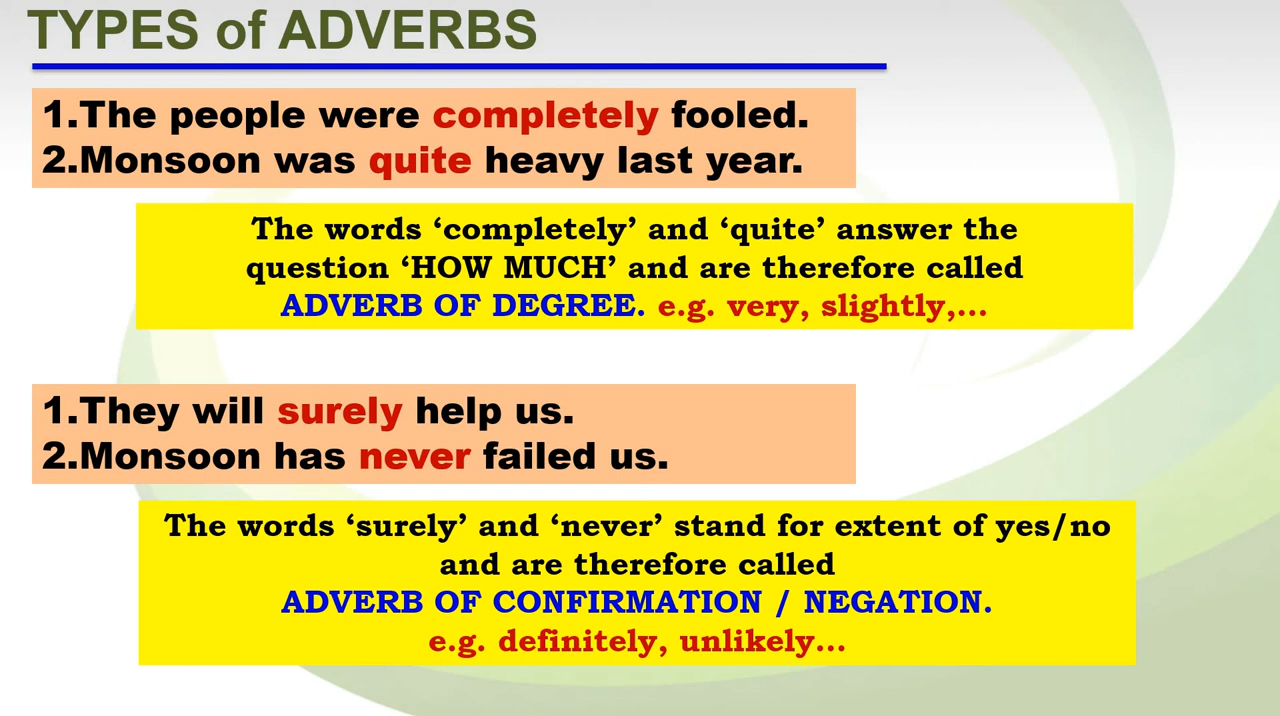 TYPES of ADVERBS
1.The people were completely fooled.
2.Monsoon was quite heavy last year.
The words ‘completely’ and ‘quite’ answer the
question ‘HOW MUCH’ and are therefore called
ADVERB OF DEGREE. e.g. very, slightly,...
1.They will surely help us.
2.Monsoon has never failed us.
The words ‘surely’ and ‘never’ stand for extent of yes/no
and are therefore called
ADVERB OF CONFIRMATION / NEGATION.
e.g. definitely, unlikely...